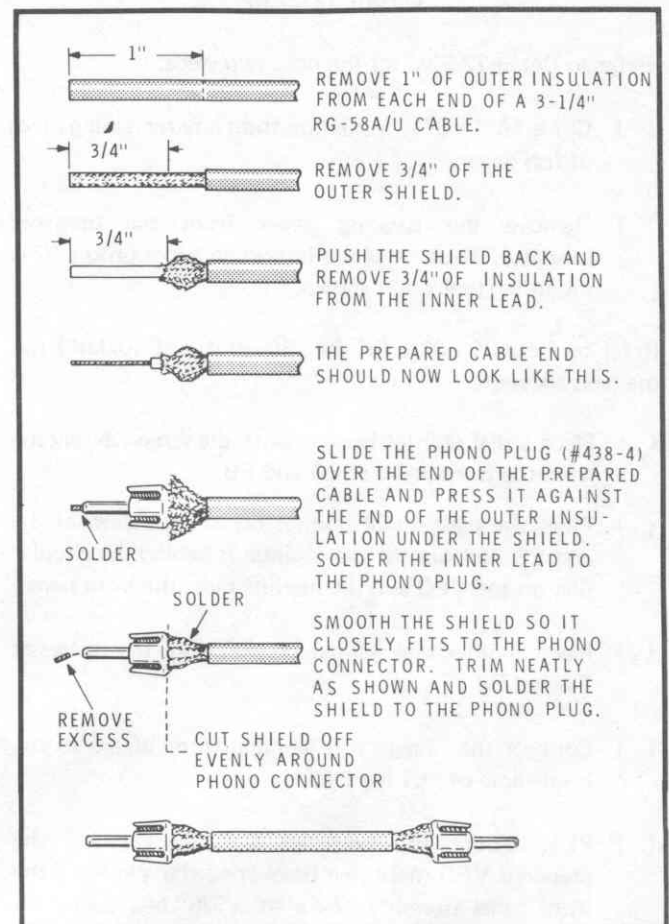 1"
REMOVE 1" OF OUTER INSULATION
FROM EACH END OF A 3-1/4"
RG-58A/U CABLE.
3/4"
REMOVE 3/4" OF THE
OUTER SHIELD.
3/4"
PUSH THE SHIELD BACK AND
REMOVE 3/4" OF INSULATION
FROM THE INNER LEAD.
THE PREPARED CABLE END
SHOULD NOW LOOK LIKE THIS.
SLIDE THE PHONO PLUG (#438-4)
OVER THE END OF THE PREPARED
CABLE AND PRESS IT AGAINST
THE END OF THE OUTER INSU-
LATION UNDER THE SHIELD.
SOLDER THE INNER LEAD TO
THE PHONO PLUG.
SOLDER
SOLDER
SMOOTH THE SHIELD SO IT
CLOSELY FITS TO THE PHONO
CONNECTOR. TRIM NEATLY
AS SHOWN AND SOLDER THE
SHIELD TO THE PHONO PLUG.
REMOVE
EXCESS
CUT SHIELD OFF
EVENLY AROUND
PHONO CONNECTOR